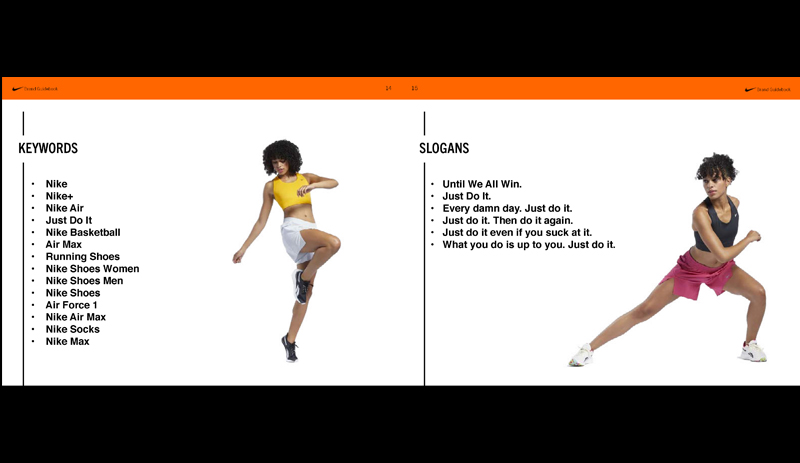 Brand Guidebook
14
15
Brand Guidebook
KEYWORDS
• Nike
• Nike+
• Nike Air
• Just Do It
• Nike Basketball
• Air Max
• Running Shoes
• Nike Shoes Women
• Nike Shoes Men
• Nike Shoes
• Air Force 1
• Nike Air Max
• Nike Socks
• Nike Max
SLOGANS
• Until We All Win.
• Just Do It.
• Every damn day. Just do it.
• Just do it. Then do it again.
• Just do it even if you suck at it.
• What you do is up to you. Just do it.